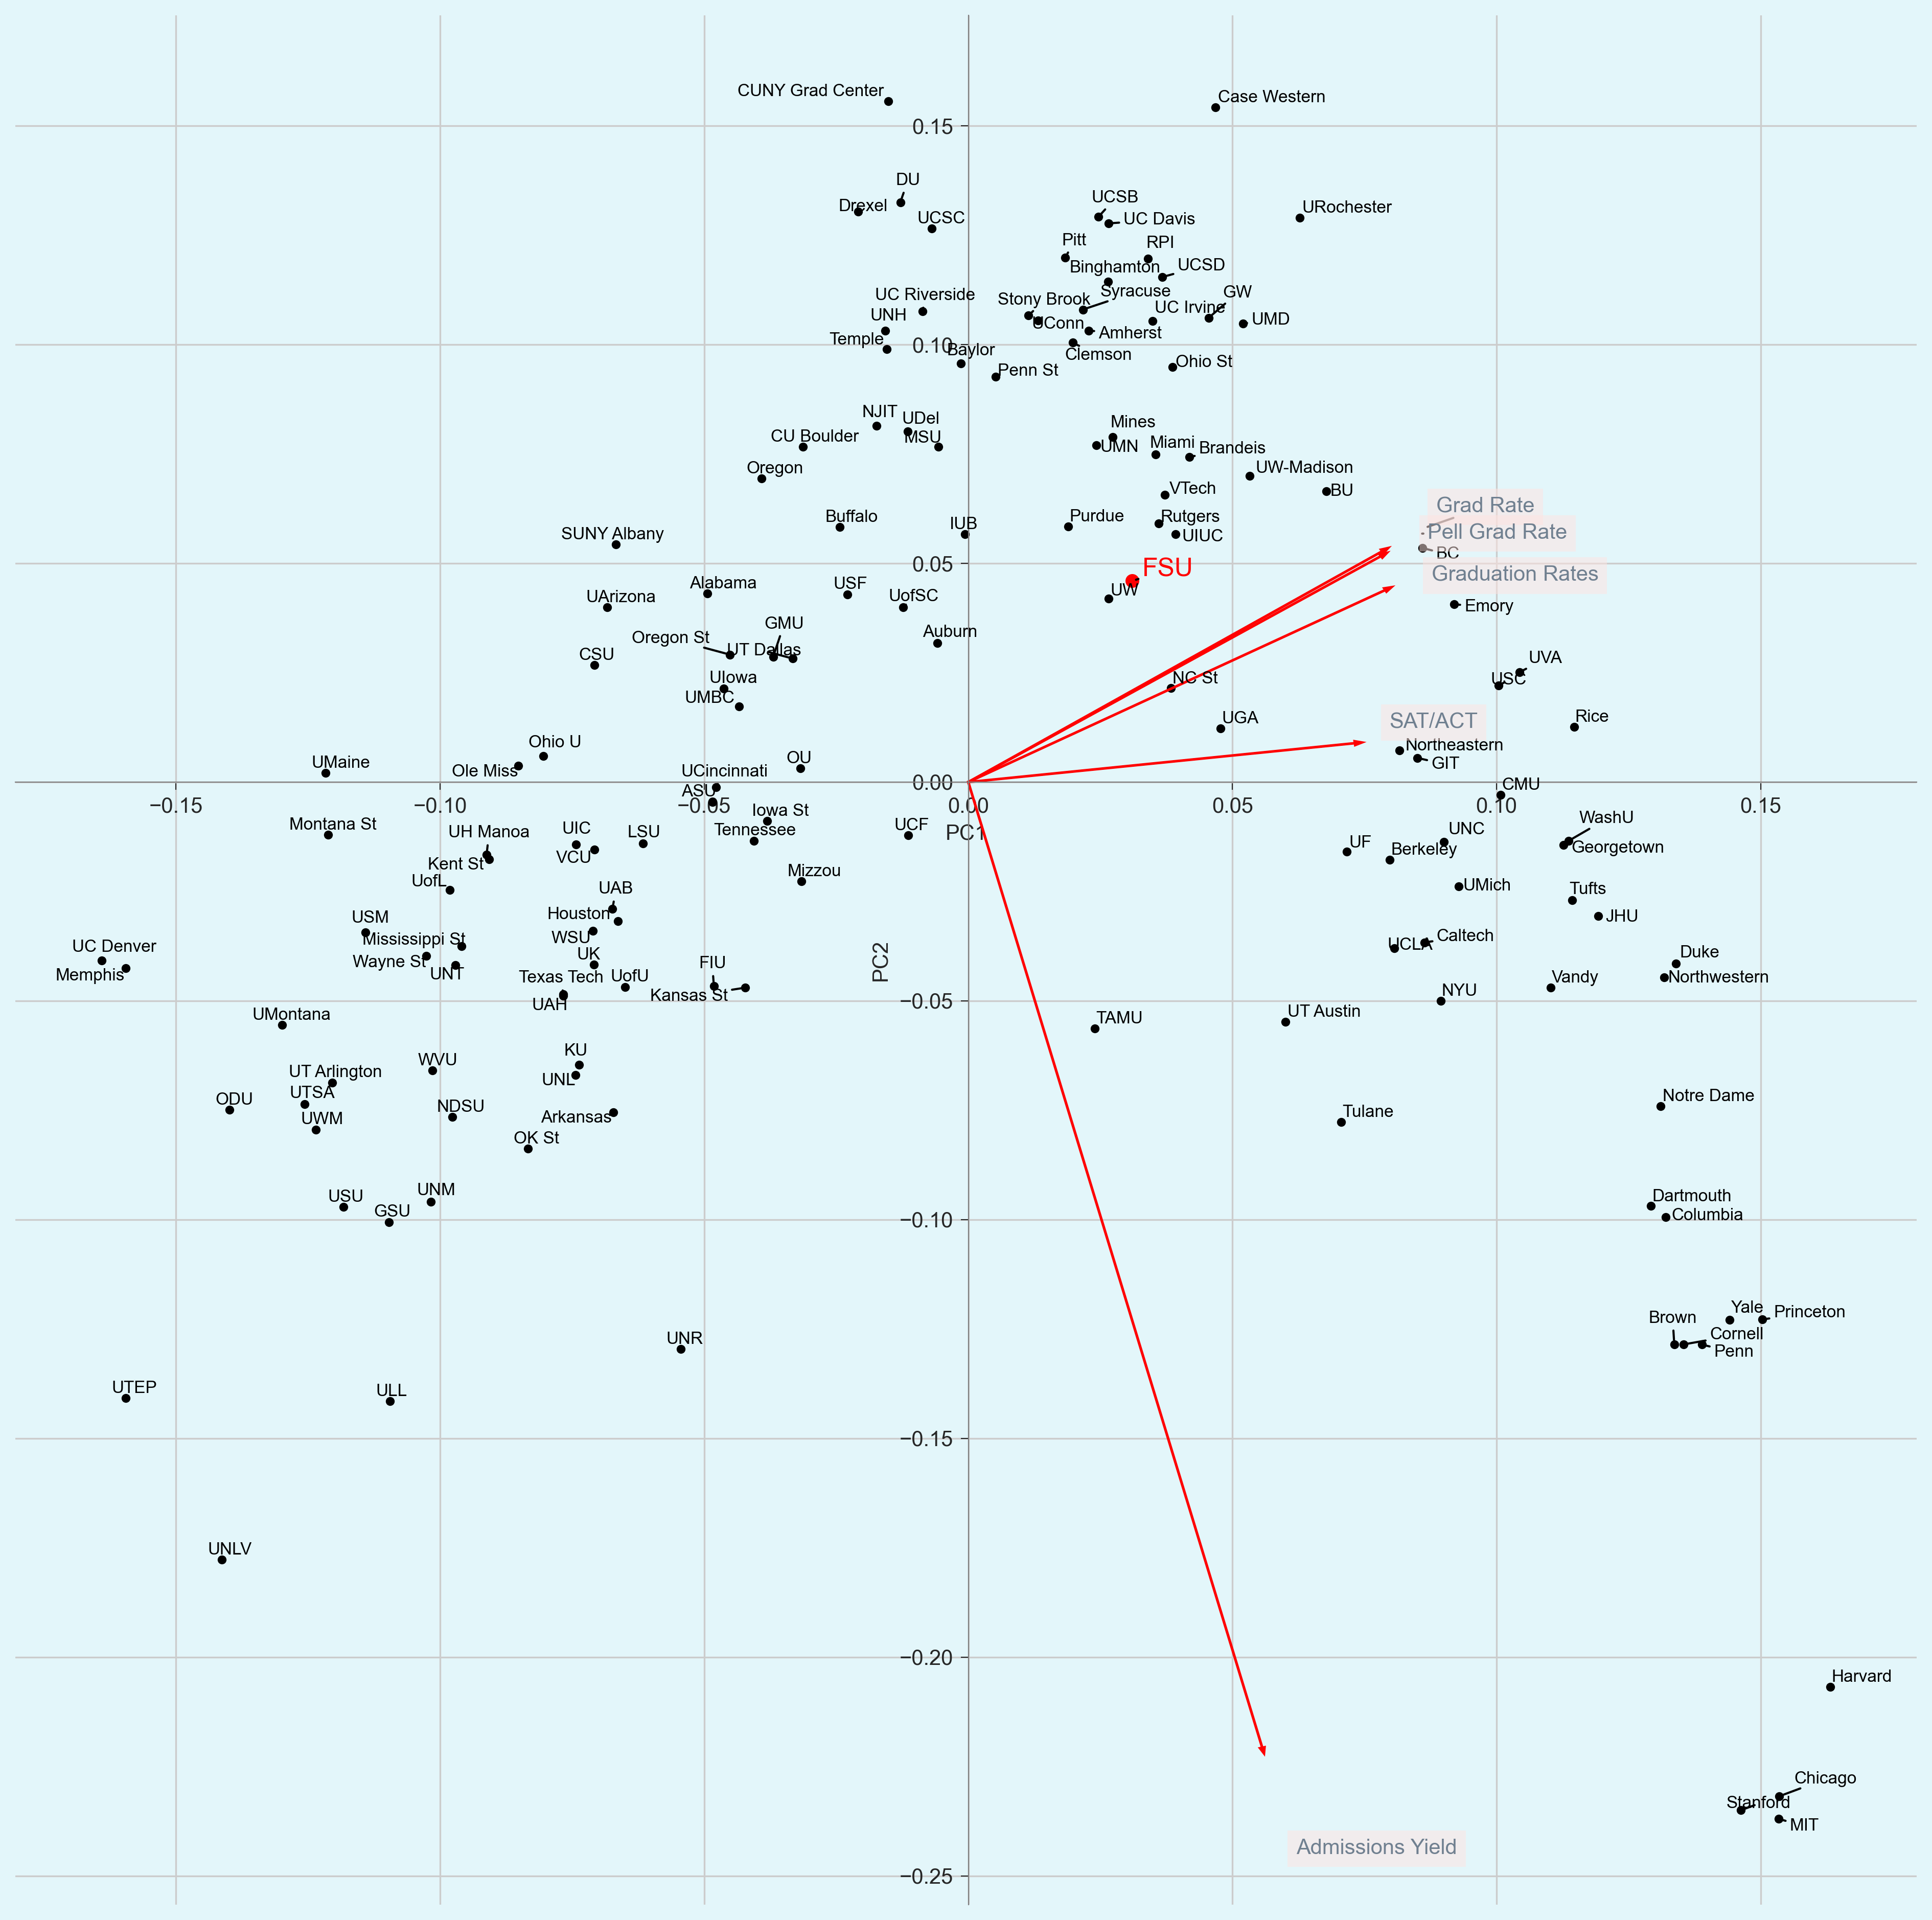 CUNY Grad Center
Case Western
0.15
DU
Drexel
UCSC
UCSB
UC Davis
URochester
Pitt
RPI
Binghamton
UCSD
UC Riverside
Stony Brook
Syracuse
GW
UNH
UConn
UC Irvine
UMD
Temple
Amherst
0.10
Baylor
Clemson
Penn St
Ohio St
NJIT
UDel
CU Boulder
MSU
Mines
UMN
Miami
Brandeis
Oregon
UW-Madison
VTech
BU
Buffalo
IUB
Purdue
Rutgers
UIUC
Grad Rate
Pell Grad Rate
BC
SUNY Albany
0.05
FSU
Graduation Rates
Alabama
USF
UofSC
UW
UArizona
Emory
GMU
Oregon St
UT Dallas
Auburn
CSU
UVA
UIowa
NC St
USC
UMBC
UGA
SAT/ACT
Rice
Ohio U
Northeastern
UMaine
Ole Miss
UCincinnati
OU
GIT
ASU
CMU
−0.15
−0.10
−0.05
0.00
0.00
0.05
0.10
0.15
Iowa St
Montana St
UH Manoa
UIC
LSU
Tennessee
UCF
PC1
WashU
UNC
UF
Berkeley
Georgetown
Kent St
VCU
UofL
Mizzou
UMich
Tufts
UAB
USM
Houston
JHU
Mississippi St
WSU
UC Denver
Caltech
UCLA
Wayne St
UK
FIU
PC2
Duke
Memphis
UNT
Texas Tech
UofU
Kansas St
Vandy
Northwestern
UAH
−0.05
NYU
UMontana
TAMU
UT Austin
KU
WVU
UT Arlington
UNL
UTSA
ODU
NDSU
Arkansas
Notre Dame
UWM
Tulane
OK St
USU
UNM
GSU
−0.10
Dartmouth
Columbia
Yale
Princeton
Brown
Cornell
Penn
UNR
UTEP
ULL
−0.15
UNLV
−0.20
Harvard
Chicago
Stanford
MIT
Admissions Yield
−0.25